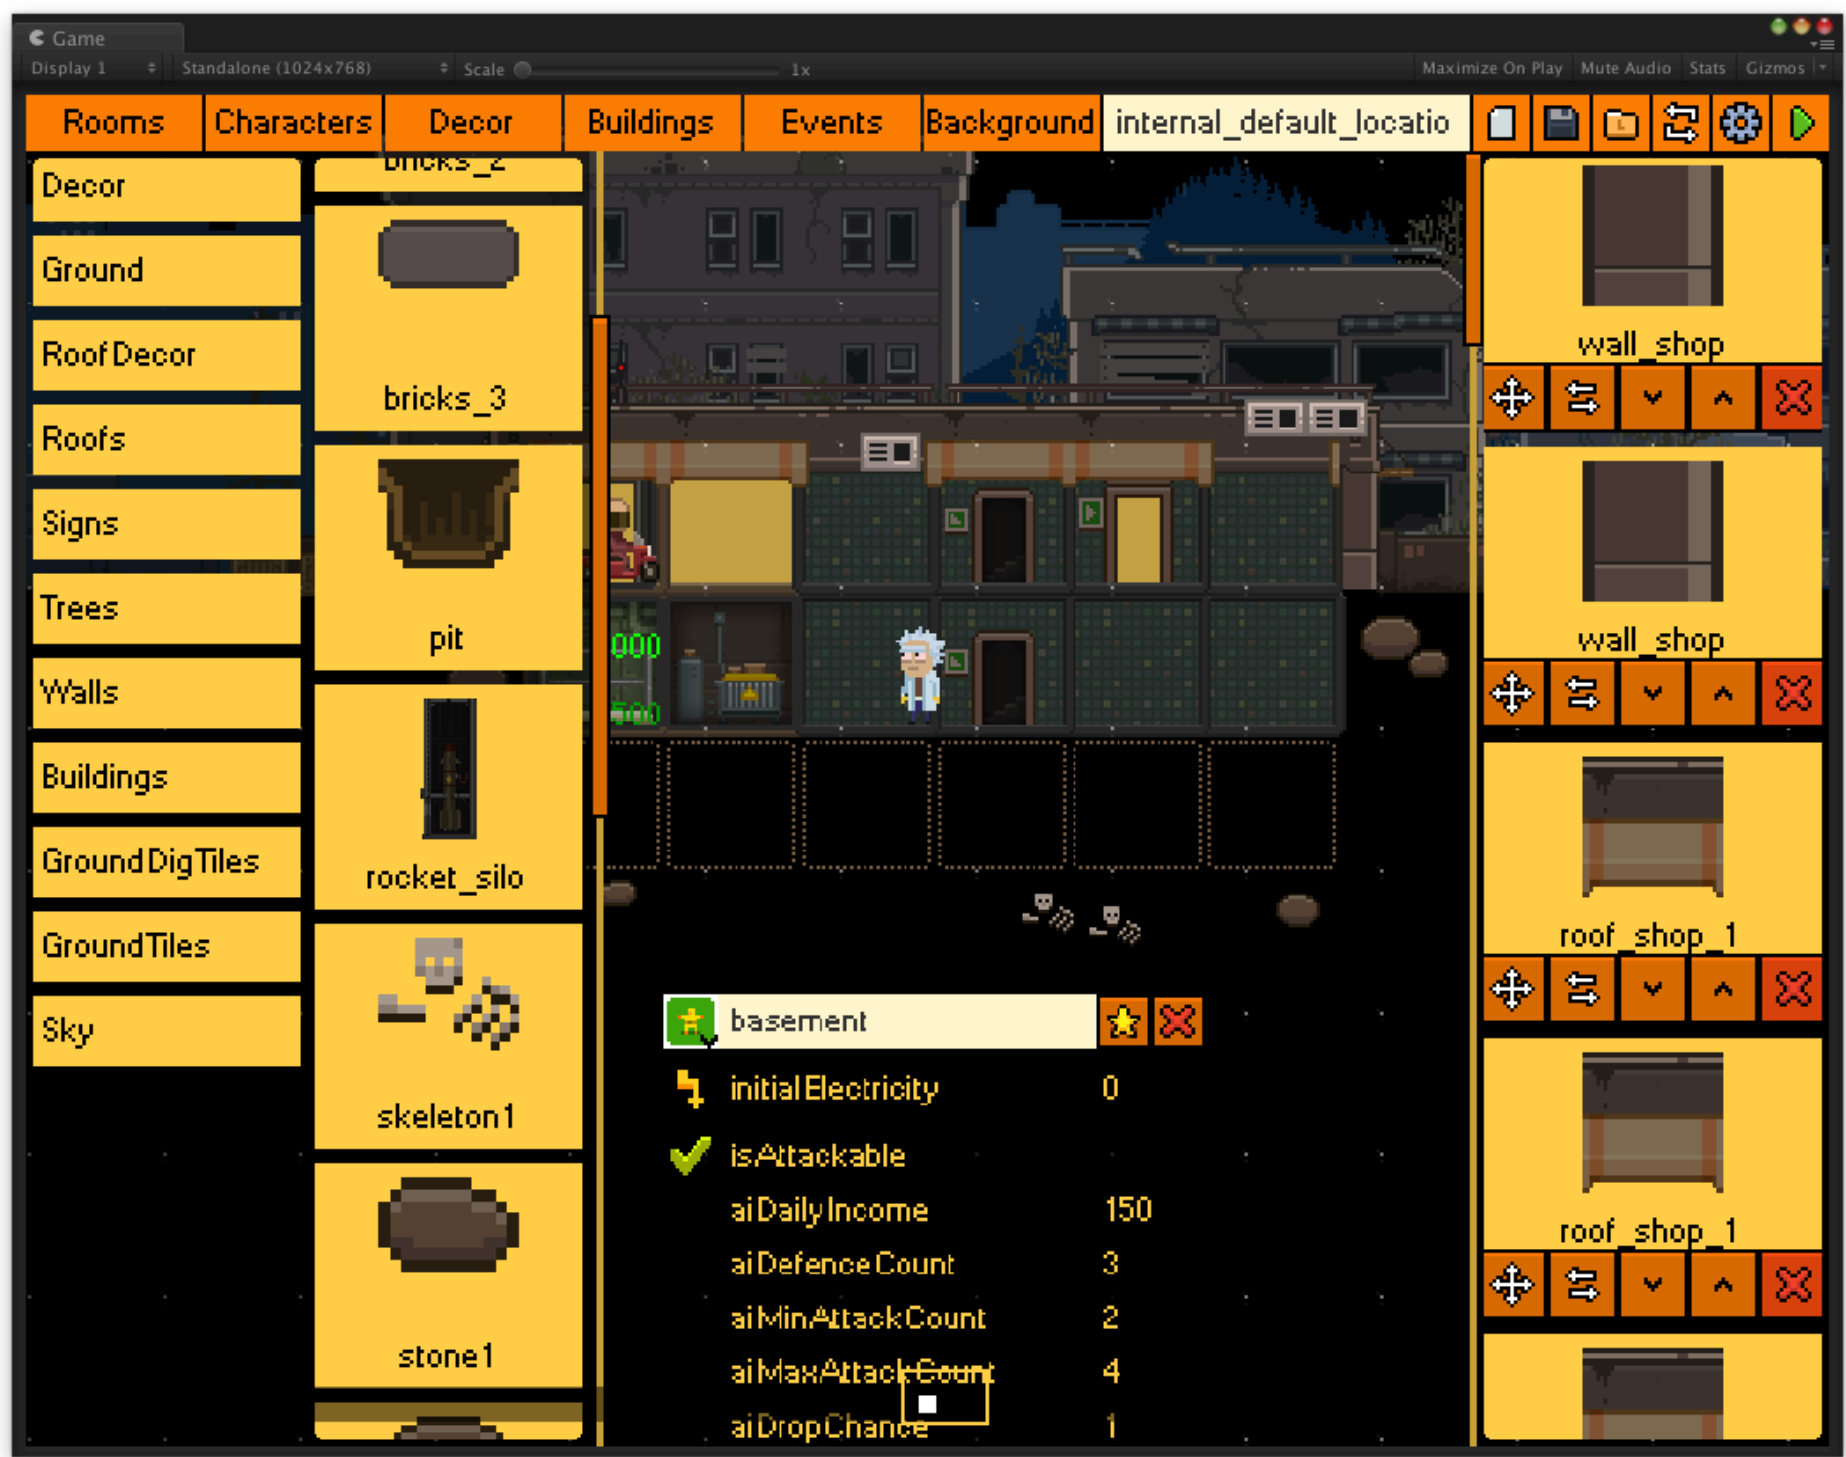 Game
Display 1 Standalone (1024x768) Scale 1x Maximize On Play Mute Audio Stats Gizmos
Rooms Characters Decor Buildings Events Background internal_default_locatio
Decor
Ground
Roof Decor
Roofs
Signs
Trees
Walls
Buildings
Ground Dig Tiles
Ground Tiles
Sky
bricks_2
bricks_3
pit
rocket_silo
skeleton1
stone1
000
500
basement
initial Electricity 0
is Attackable
ai Daily Income 150
ai Defence Count 3
ai Min Attack Count 2
ai Max Attack Count 4
ai Drop Chance 1
wall_shop
wall_shop
roof_shop_1
roof_shop_1